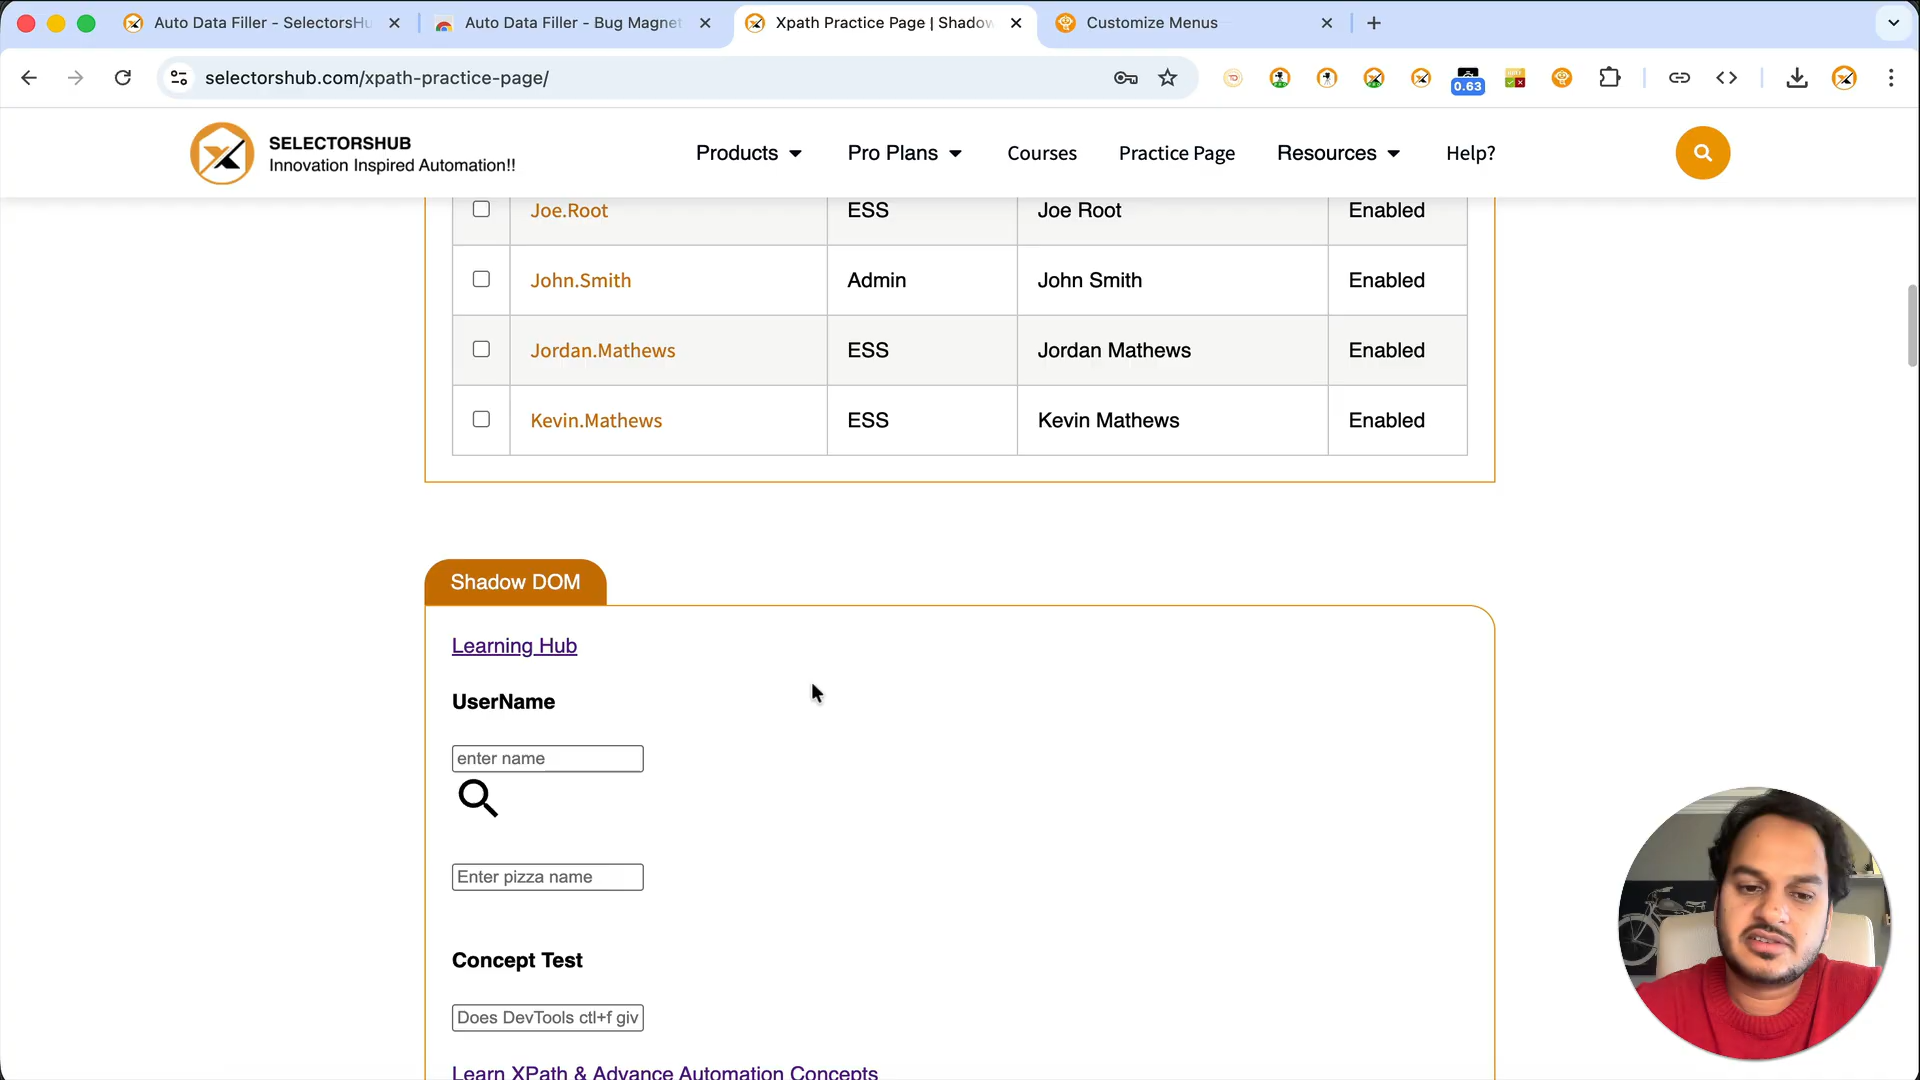 Auto Data Filler - SelectorsHu
Auto Data Filler - Bug Magnet
Xpath Practice Page | Shadow
Customize Menus
selectorshub.com/xpath-practice-page/
0.63
SELECTORSHUB
Innovation Inspired Automation!!
Products
Pro Plans
Courses
Practice Page
Resources
Help?
Joe.Root ESS Joe Root Enabled
John.Smith Admin John Smith Enabled
Jordan.Mathews ESS Jordan Mathews Enabled
Kevin.Mathews ESS Kevin Mathews Enabled
Shadow DOM
Learning Hub
UserName
enter name
Enter pizza name
Concept Test
Does DevTools ctl+f giv
Learn XPath & Advance Automation Concepts